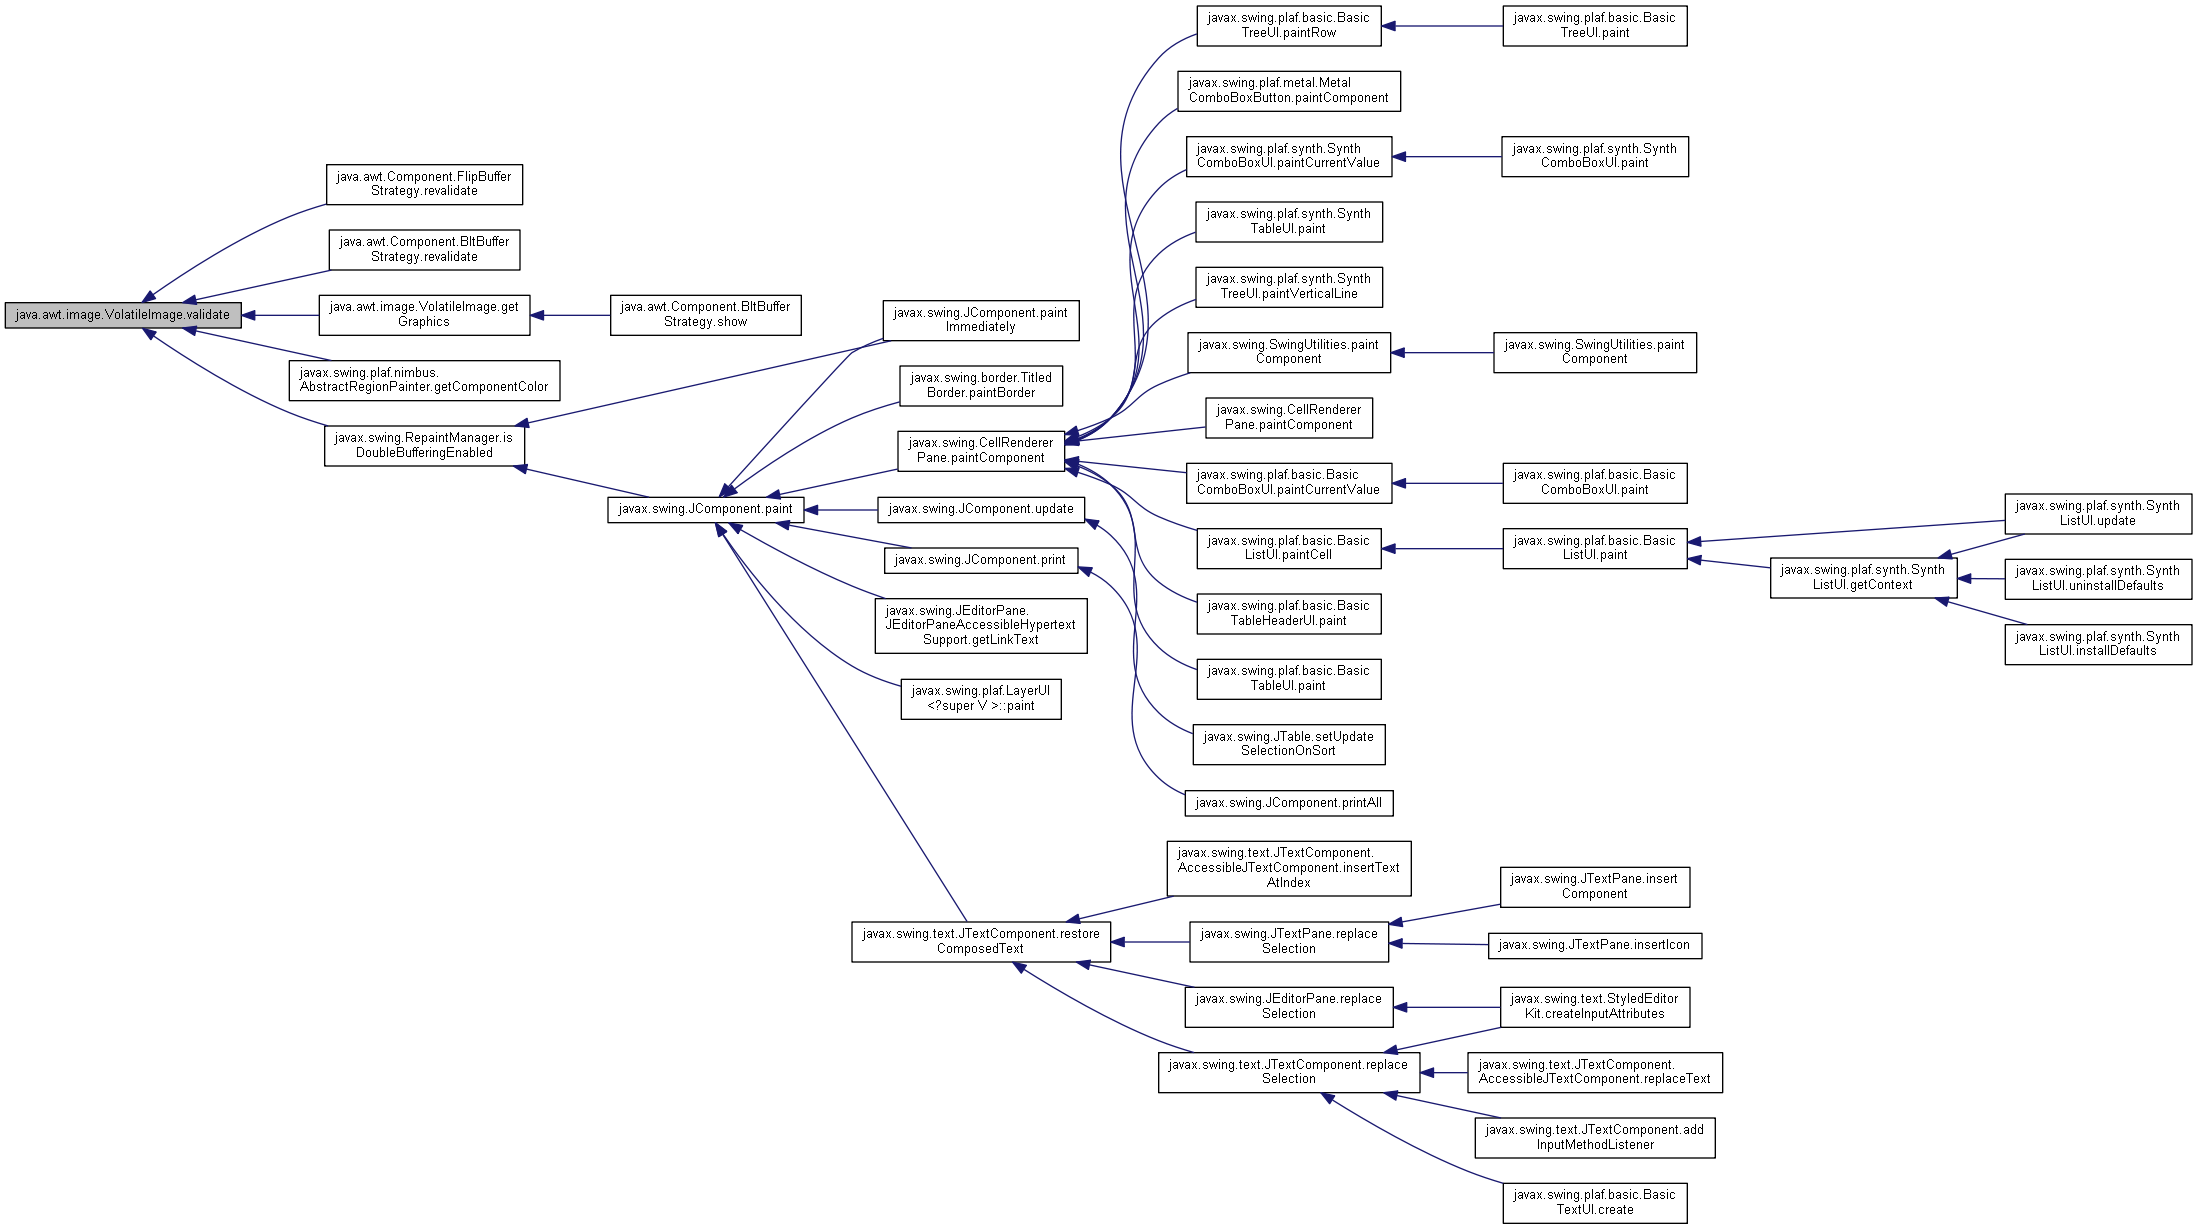 java.awt.image.VolatileImage.validate
java.awt.Component.FlipBuffer
Strategy.revalidate
java.awt.Component.BltBuffer
Strategy.revalidate
java.awt.image.VolatileImage.get
Graphics
javax.swing.plaf.nimbus.
AbstractRegionPainter.getComponentColor
javax.swing.RepaintManager.is
DoubleBufferingEnabled
java.awt.Component.BltBuffer
Strategy.show
javax.swing.JComponent.paint
javax.swing.JComponent.paint
Immediately
javax.swing.border.Titled
Border.paintBorder
javax.swing.CellRenderer
Pane.paintComponent
javax.swing.JComponent.update
javax.swing.JComponent.print
javax.swing.JEditorPane.
JEditorPaneAccessibleHypertext
Support.getLinkText
javax.swing.plaf.LayerUI
<?super V >::paint
javax.swing.text.JTextComponent.restore
ComposedText
javax.swing.plaf.basic.Basic
TreeUI.paintRow
javax.swing.plaf.metal.Metal
ComboBoxButton.paintComponent
javax.swing.plaf.synth.Synth
ComboBoxUI.paintCurrentValue
javax.swing.plaf.synth.Synth
TableUI.paint
javax.swing.plaf.synth.Synth
TreeUI.paintVerticalLine
javax.swing.SwingUtilities.paint
Component
javax.swing.CellRenderer
Pane.paintComponent
javax.swing.plaf.basic.Basic
ComboBoxUI.paintCurrentValue
javax.swing.plaf.basic.Basic
ListUI.paintCell
javax.swing.plaf.basic.Basic
TableHeaderUI.paint
javax.swing.plaf.basic.Basic
TableUI.paint
javax.swing.JTable.setUpdate
SelectionOnSort
javax.swing.JComponent.printAll
javax.swing.text.JTextComponent.
AccessibleJTextComponent.insertText
AtIndex
javax.swing.JTextPane.replace
Selection
javax.swing.JEditorPane.replace
Selection
javax.swing.text.JTextComponent.replace
Selection
javax.swing.plaf.basic.Basic
TreeUI.paint
javax.swing.plaf.synth.Synth
ComboBoxUI.paint
javax.swing.SwingUtilities.paint
Component
javax.swing.plaf.basic.Basic
ComboBoxUI.paint
javax.swing.plaf.basic.Basic
ListUI.paint
javax.swing.JTextPane.insert
Component
javax.swing.JTextPane.insertIcon
javax.swing.text.StyledEditor
Kit.createInputAttributes
javax.swing.text.JTextComponent.
AccessibleJTextComponent.replaceText
javax.swing.text.JTextComponent.add
InputMethodListener
javax.swing.plaf.basic.Basic
TextUI.create
javax.swing.plaf.synth.Synth
ListUI.getContext
javax.swing.plaf.synth.Synth
ListUI.update
javax.swing.plaf.synth.Synth
ListUI.uninstallDefaults
javax.swing.plaf.synth.Synth
ListUI.installDefaults